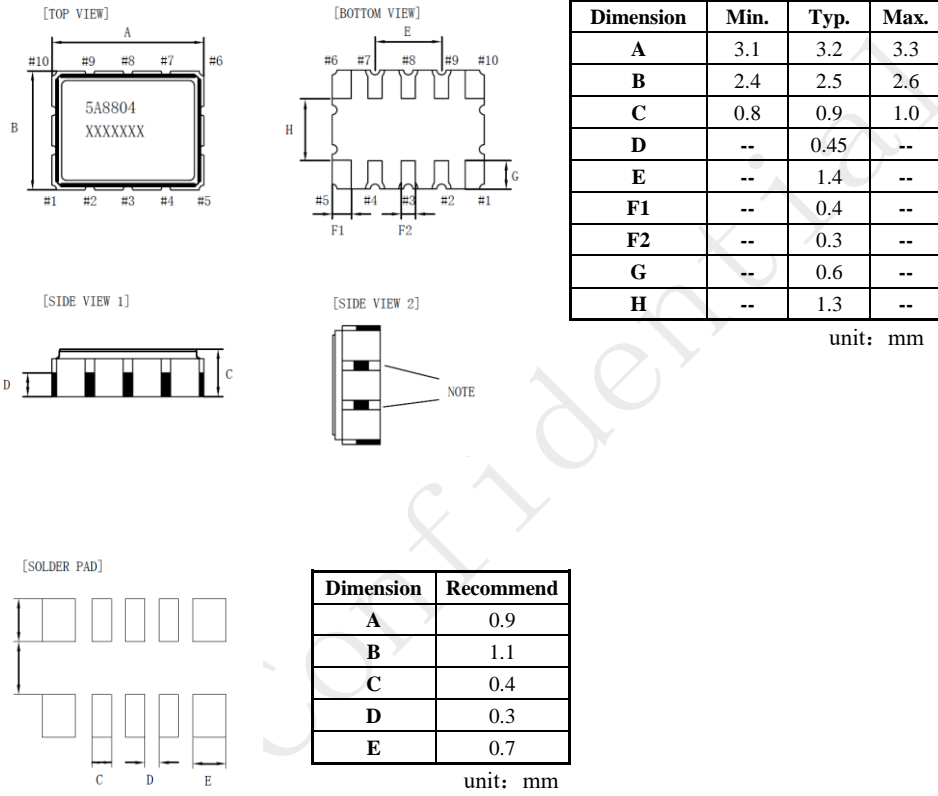 [TOP VIEW]
A
#10 #9 #8 #7 #6
B
5A8804
XXXXXXX
#1 #2 #3 #4 #5
[BOTTOM VIEW]
E
#6 #7 #8 #9 #10
H
G
#5 #4 #3 #2 #1
F1 F2
Dimension Min. Typ. Max.
A 3.1 3.2 3.3
B 2.4 2.5 2.6
C 0.8 0.9 1.0
D -- 0.45 --
E -- 1.4 --
F1 -- 0.4 --
F2 -- 0.3 --
G -- 0.6 --
H -- 1.3 --
unit：mm
[SIDE VIEW 1]
D
C
[SIDE VIEW 2]
NOTE
[SOLDER PAD]
C D E
Dimension Recommend
A 0.9
B 1.1
C 0.4
D 0.3
E 0.7
unit：mm
Confidential